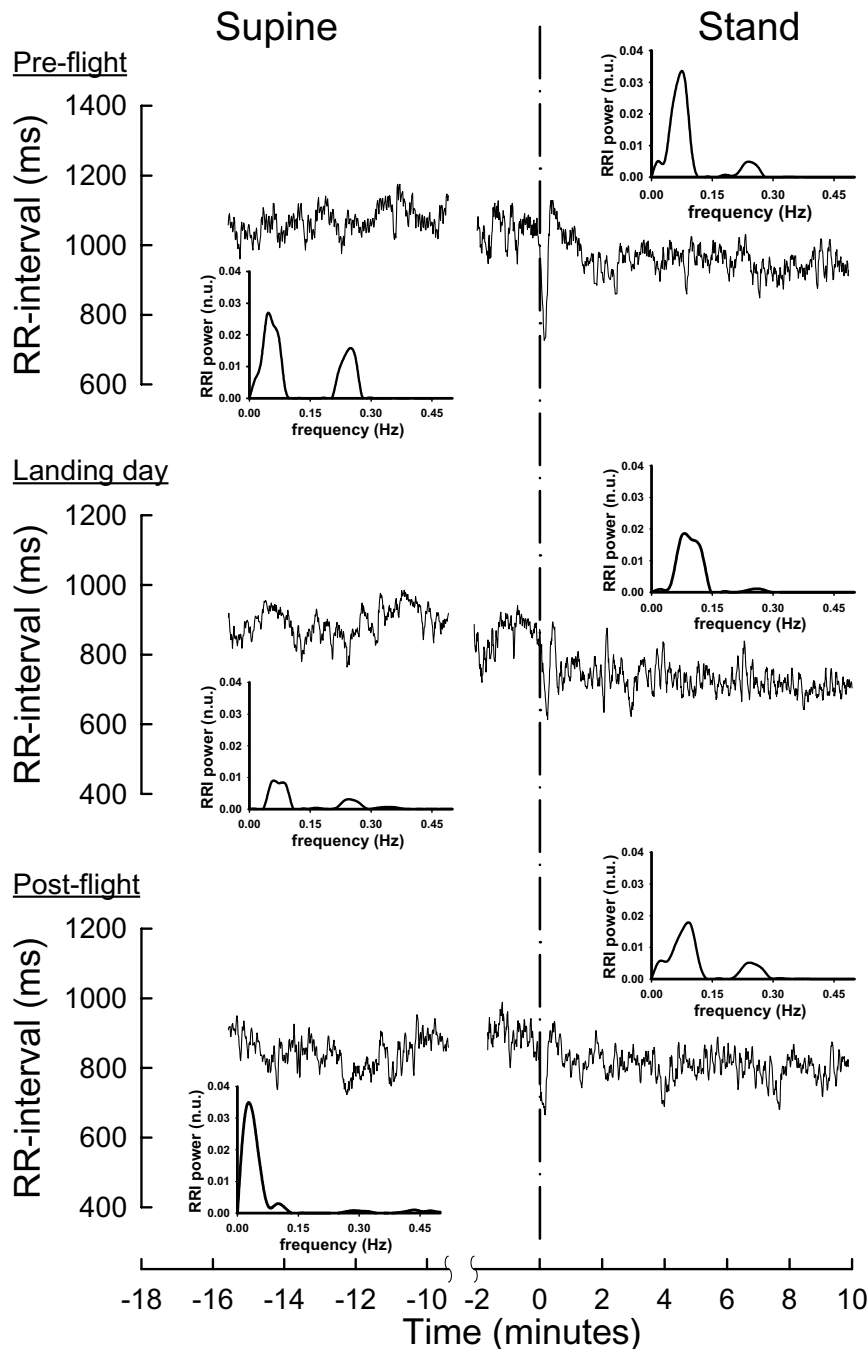 Supine
Stand
Pre-flight
RR-interval (ms)
1400
1200
1000
800
600
RRI power (n.u.)
0.04
0.03
0.02
0.01
0.00
0.00 0.15 0.30 0.45
frequency (Hz)
RRI power (n.u.)
0.04
0.03
0.02
0.01
0.00
0.00 0.15 0.30 0.45
frequency (Hz)
Landing day
RR-interval (ms)
1200
1000
800
600
400
RRI power (n.u.)
0.04
0.03
0.02
0.01
0.00
0.00 0.15 0.30 0.45
frequency (Hz)
RRI power (n.u.)
0.04
0.03
0.02
0.01
0.00
0.00 0.15 0.30 0.45
frequency (Hz)
Post-flight
RR-interval (ms)
1200
1000
800
600
400
RRI power (n.u.)
0.04
0.03
0.02
0.01
0.00
0.00 0.15 0.30 0.45
frequency (Hz)
RRI power (n.u.)
0.04
0.03
0.02
0.01
0.00
0.00 0.15 0.30 0.45
frequency (Hz)
-18 -16 -14 -12 -10 -2 0 2 4 6 8 10
Time (minutes)